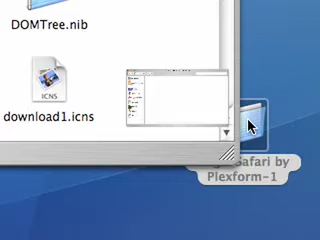 DOMTree.nib
ICNS
download1.icns
Safari by
Plexform-1